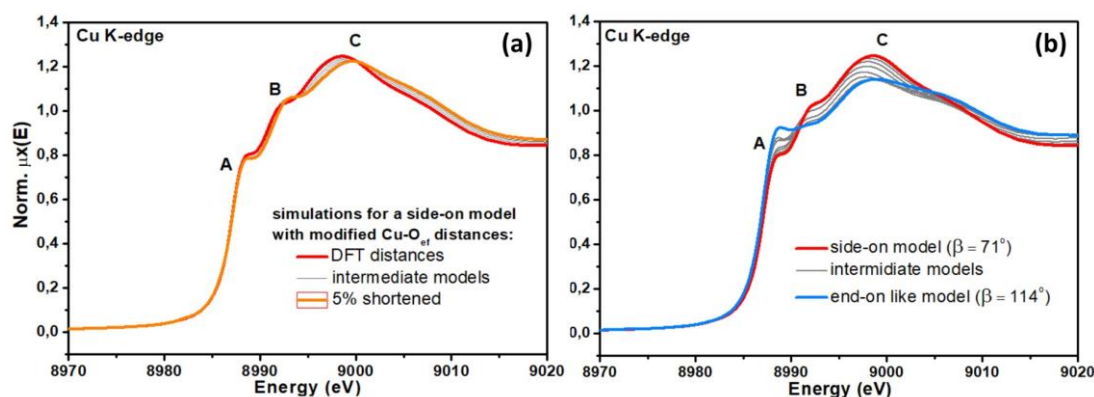 1,4
1,2
1,0
0,8
0,6
0,4
0,2
0,0
Norm. μx(E)
Cu K-edge
(a)
A
B
C
simulations for a side-on model
with modified Cu-Oef distances:
DFT distances
intermediate models
5% shortened
8970 8980 8990 9000 9010 9020
Energy (eV)
1,4
1,2
1,0
0,8
0,6
0,4
0,2
0,0
Cu K-edge
(b)
A
B
C
side-on model (β = 71°)
intermidiate models
end-on like model (β = 114°)
8970 8980 8990 9000 9010 9020
Energy (eV)